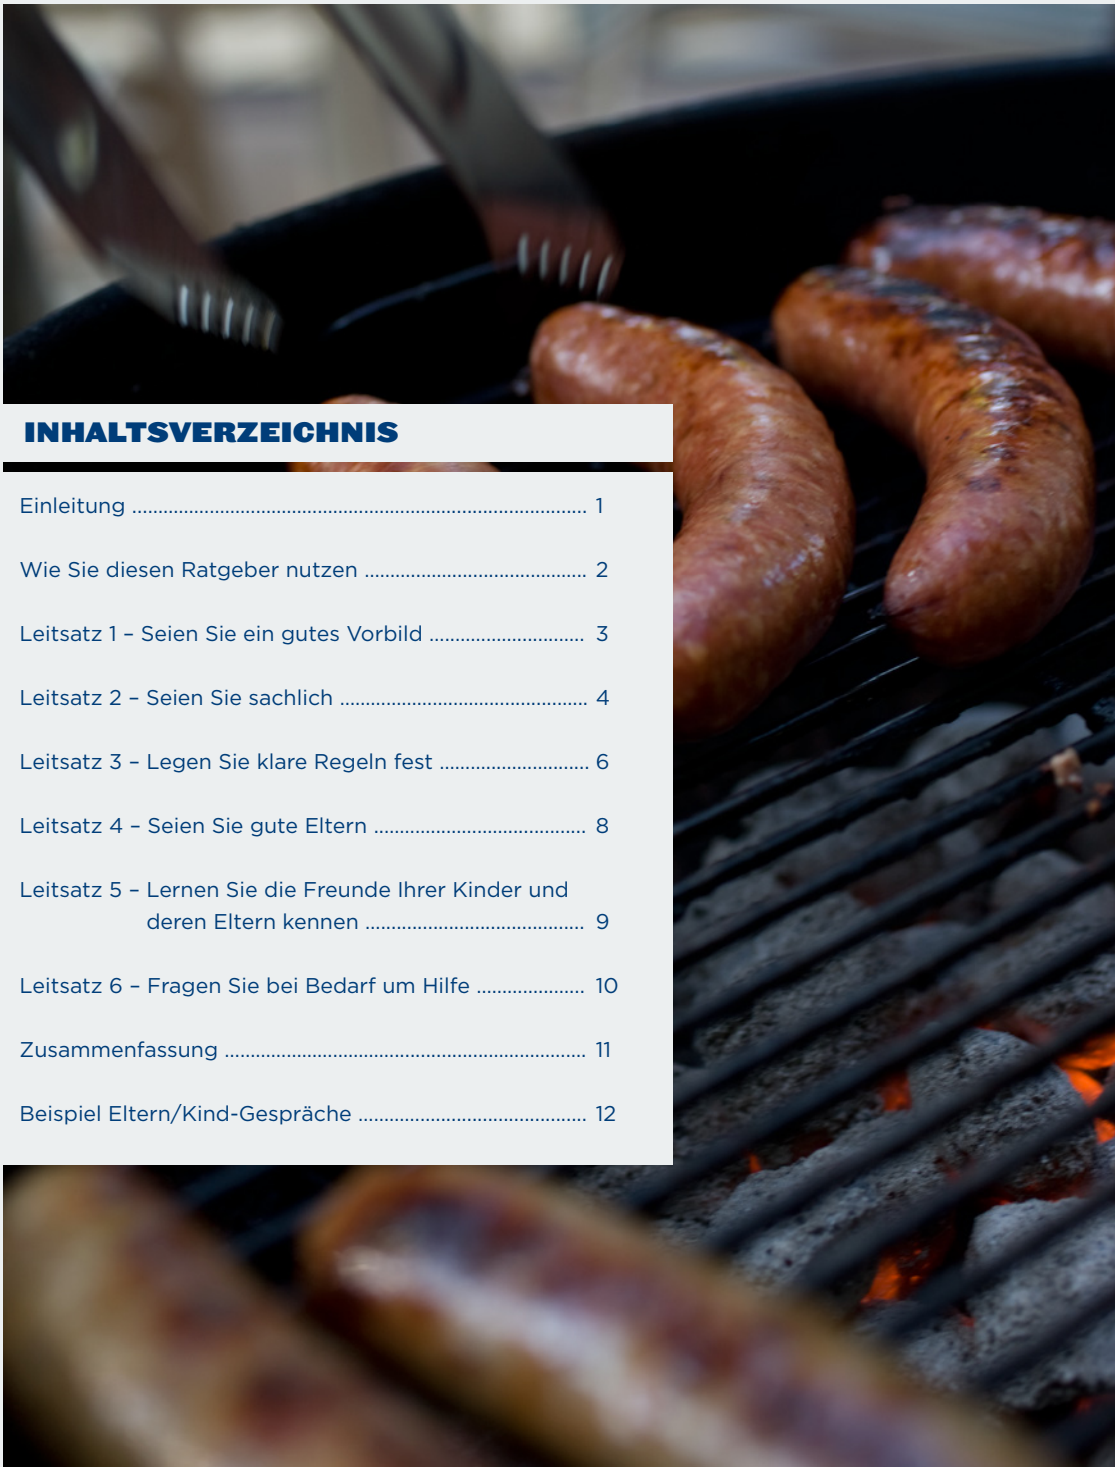 INHALTSVERZEICHNIS
Einleitung ........................................................................................ 1
Wie Sie diesen Ratgeber nutzen ........................................... 2
Leitsatz 1 – Seien Sie ein gutes Vorbild .............................. 3
Leitsatz 2 – Seien Sie sachlich ................................................ 4
Leitsatz 3 – Legen Sie klare Regeln fest ............................. 6
Leitsatz 4 – Seien Sie gute Eltern ......................................... 8
Leitsatz 5 – Lernen Sie die Freunde Ihrer Kinder und
deren Eltern kennen .......................................... 9
Leitsatz 6 – Fragen Sie bei Bedarf um Hilfe ..................... 10
Zusammenfassung ...................................................................... 11
Beispiel Eltern/Kind-Gespräche ............................................ 12